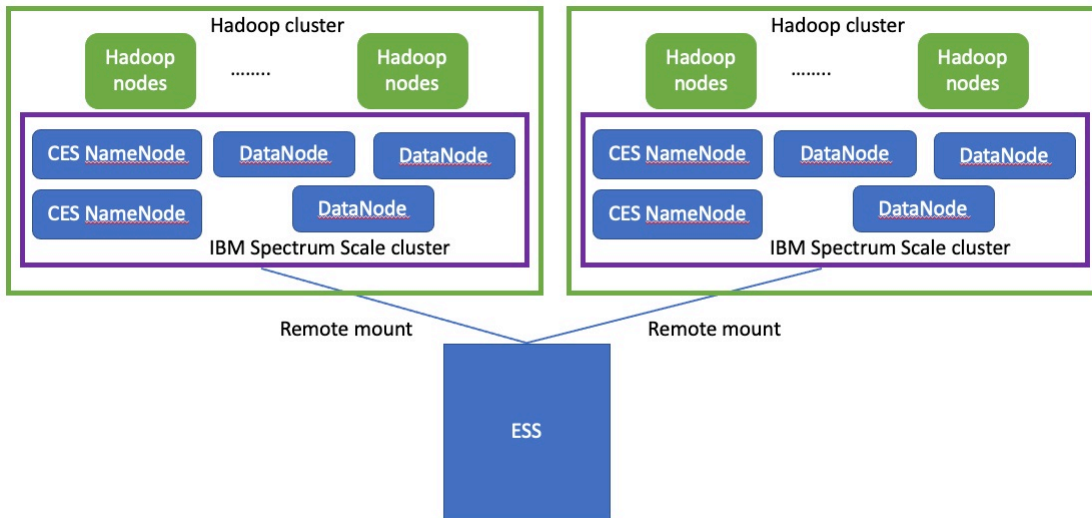 Hadoop cluster
Hadoop
nodes
........
Hadoop
nodes
CES NameNode
DataNode
DataNode
CES NameNode
DataNode
IBM Spectrum Scale cluster
Hadoop cluster
Hadoop
nodes
........
Hadoop
nodes
CES NameNode
DataNode
DataNode
CES NameNode
DataNode
IBM Spectrum Scale cluster
Remote mount
Remote mount
ESS